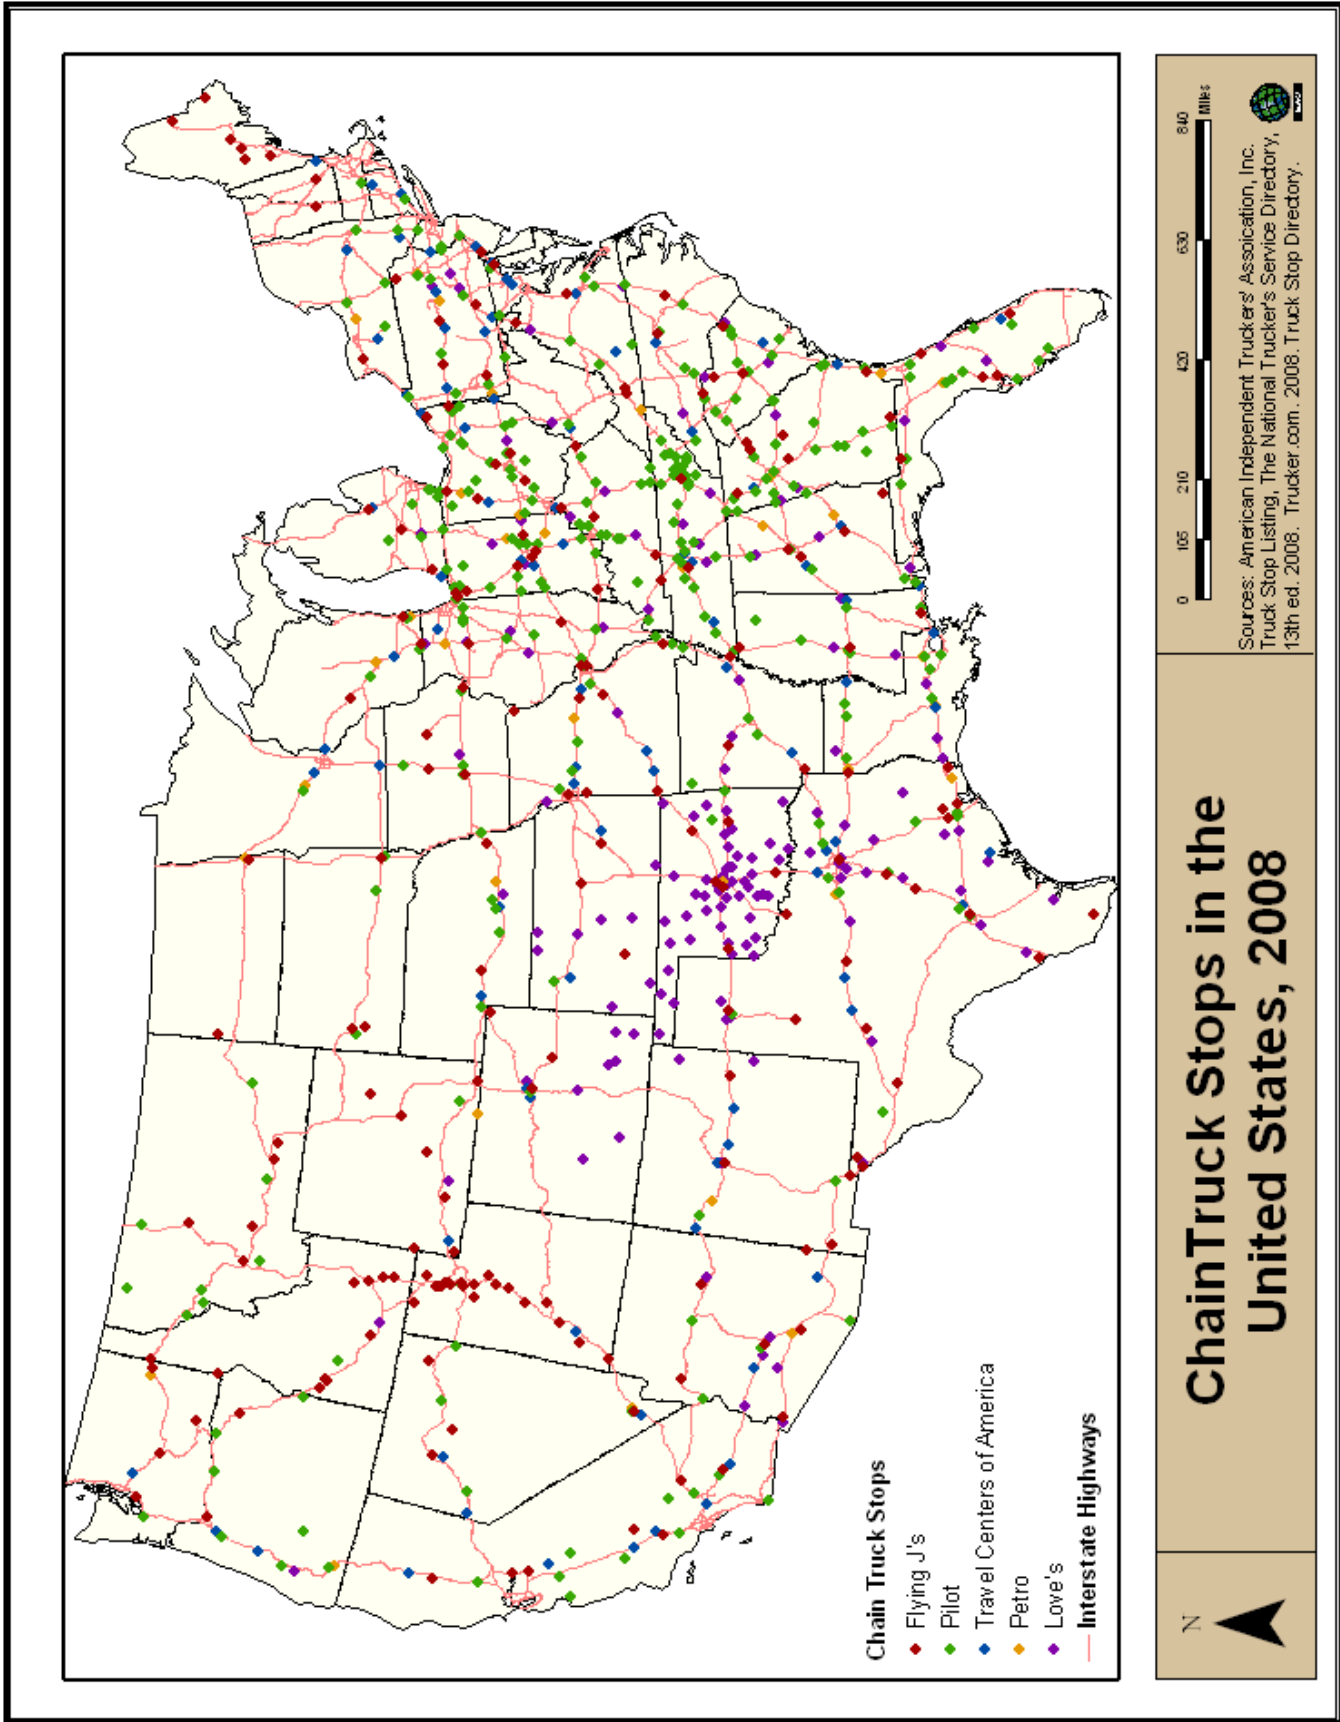 Chain Truck Stops
Flying J's
Pilot
Travel Centers of America
Petro
Love's
Interstate Highways
N
ChainTruck Stops in the
United States, 2008
0 105 210 420 630 840
Miles
Sources: American Independent Truckers' Assoication, Inc.
Truck Stop Listing, The National Trucker's Service Directory,
13th ed. 2008. Trucker.com. 2008. Truck Stop Directory.